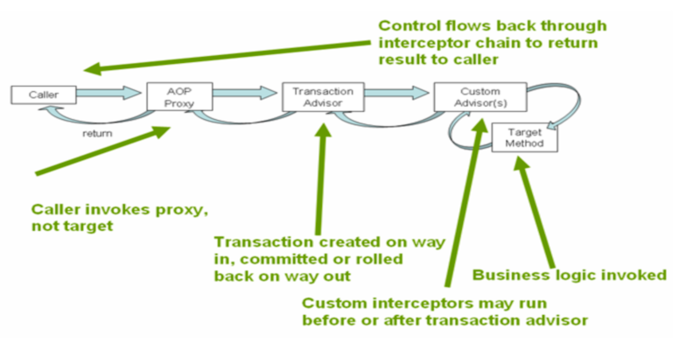 Control flows back through
interceptor chain to return
result to caller
Caller
AOP
Proxy
Transaction
Advisor
Custom
Advisor(s)
return
Target
Method
Caller invokes proxy,
not target
Transaction created on way
in, committed or rolled
back on way out
Business logic invoked
Custom interceptors may run
before or after transaction advisor